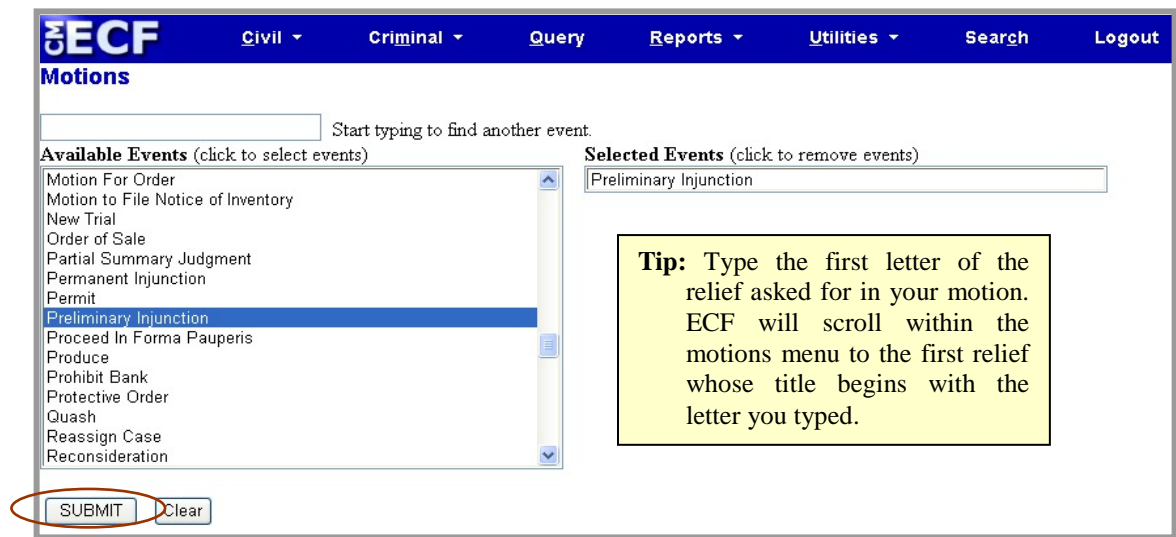 CM ECF Civil Criminal Query Reports Utilities Search Logout
Motions
Start typing to find another event.
Available Events (click to select events)
Motion For Order
Motion to File Notice of Inventory
New Trial
Order of Sale
Partial Summary Judgment
Permanent Injunction
Permit
Preliminary Injunction
Proceed In Forma Pauperis
Produce
Prohibit Bank
Protective Order
Quash
Reassign Case
Reconsideration
Selected Events (click to remove events)
Preliminary Injunction
Tip: Type the first letter of the
relief asked for in your motion.
ECF will scroll within the
motions menu to the first relief
whose title begins with the
letter you typed.
SUBMIT Clear